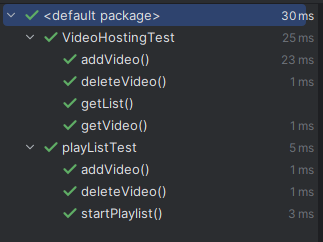 <default package> 30 ms
VideoHostingTest 25 ms
addVideo() 23 ms
deleteVideo() 1 ms
getList()
getVideo() 1 ms
playListTest 5 ms
addVideo() 1 ms
deleteVideo() 1 ms
startPlaylist() 3 ms